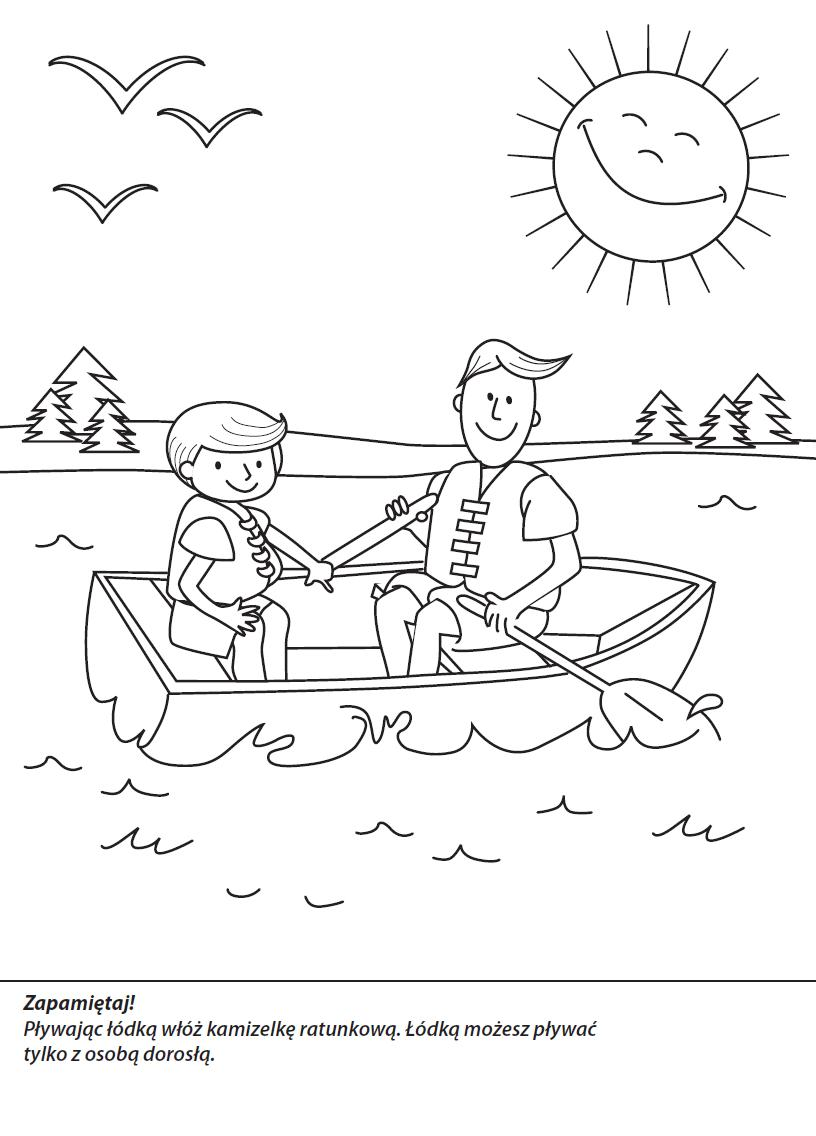 Zapamiętaj!
Pływając łódką włóż kamizelkę ratunkową. Łódką możesz pływać
tylko z osobą dorosłą.